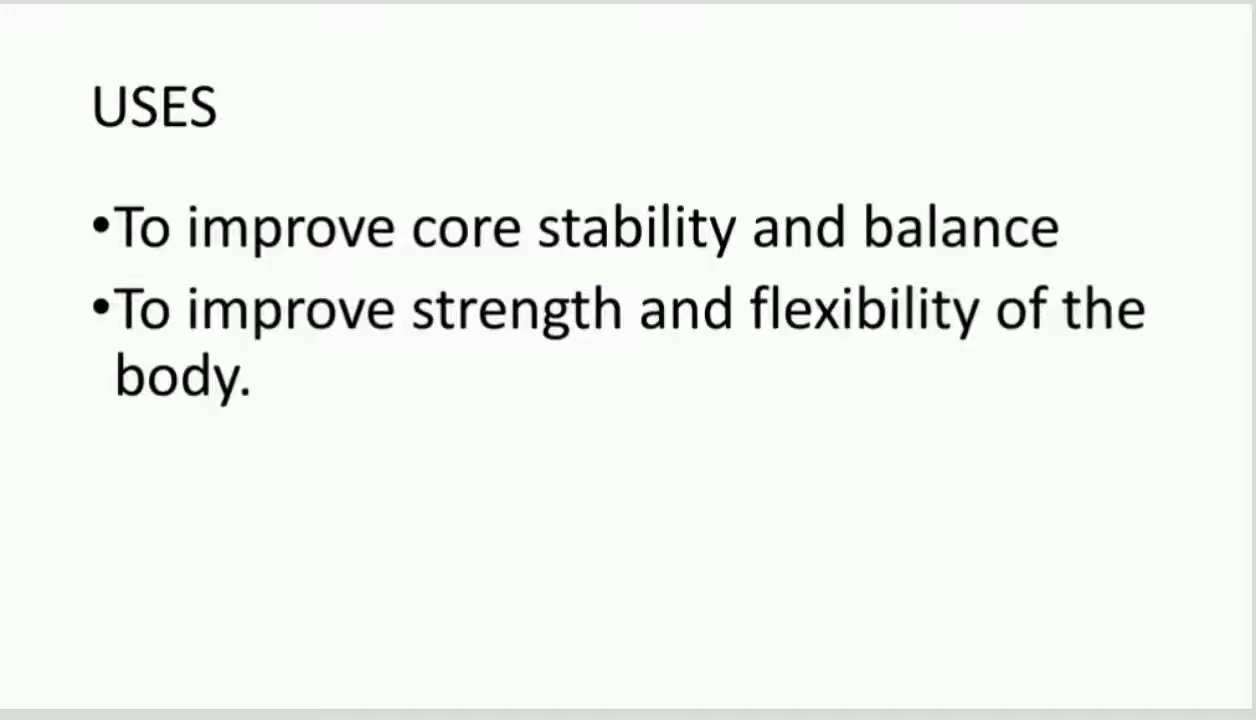 USES
•To improve core stability and balance
•To improve strength and flexibility of the
body.